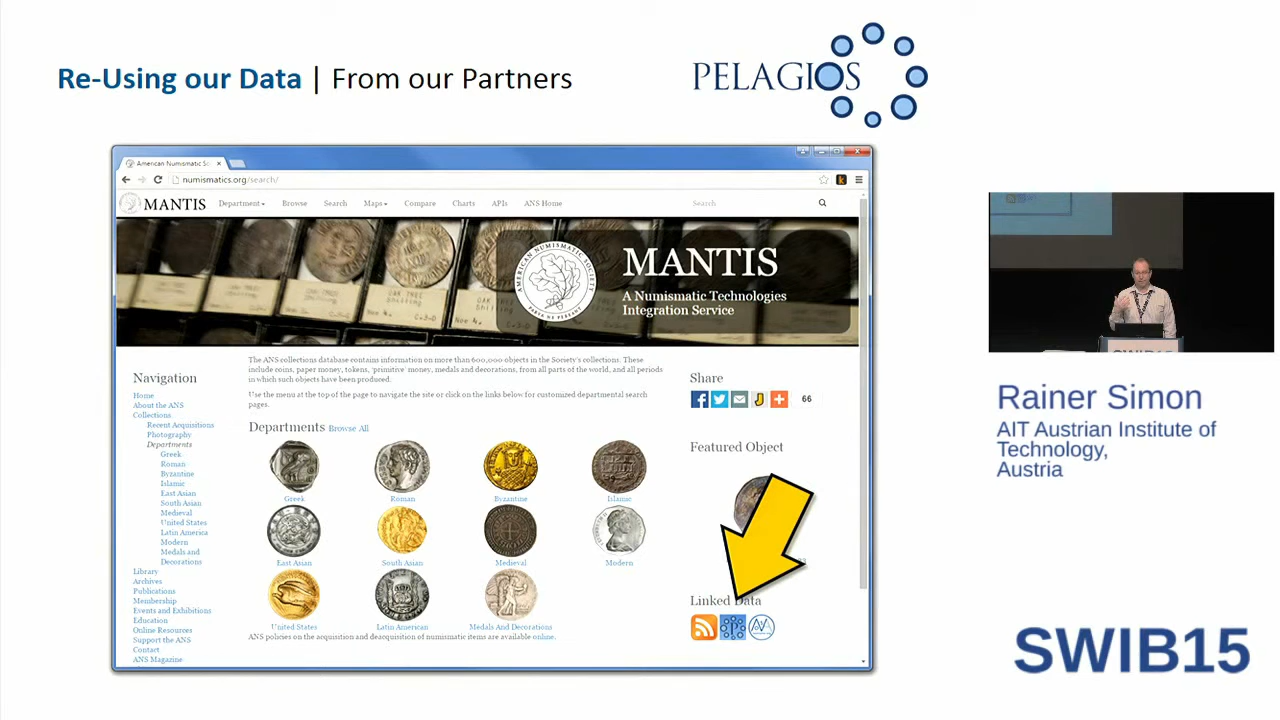 Re-Using our Data | From our Partners
PELAGIOS
American Numismatic So
numismatics.org/search/
MANTIS
Department
Browse
Search
Maps
Compare
Charts
APIs
ANS Home
Search
AMERICAN NUMISMATIC SOCIETY
MANTIS
A Numismatic Technologies
Integration Service
The ANS collections database contains information on more than 600,000 objects in the Society's collections. These
include coins, paper money, tokens, 'primitive' money, medals and decorations, from all parts of the world, and all periods
in which such objects have been produced.
Use the menu at the top of the page to navigate the site or click on the links below for customized departmental search
pages.
Navigation
Home
About the ANS
Collections
Recent Acquisitions
Photography
Departments
Greek
Roman
Byzantine
Islamic
East Asian
South Asian
Medieval
United States
Latin America
Modern
Medals and
Decorations
Library
Archives
Publications
Membership
Events and Exhibitions
Education
Online Resources
Support the ANS
Contact
ANS Magazine
Departments Browse All
Greek
Roman
Byzantine
Islamic
East Asian
South Asian
Medieval
Modern
United States
Latin American
Medals And Decorations
ANS policies on the acquisition and deacquisition of numismatic items are available online.
Share
66
Featured Object
Linked Data
SWIB15
Rainer Simon
AIT Austrian Institute of
Technology,
Austria
SWIB15